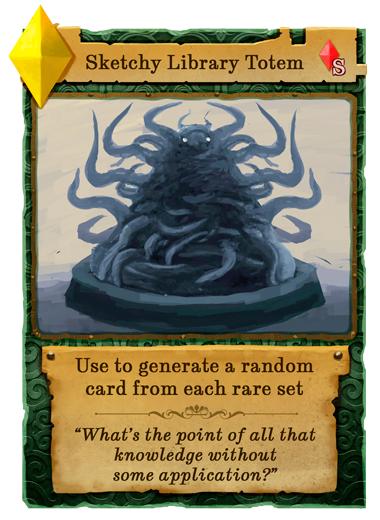 Sketchy Library Totem
S
Use to generate a random
card from each rare set
“What’s the point of all that
knowledge without
some application?”